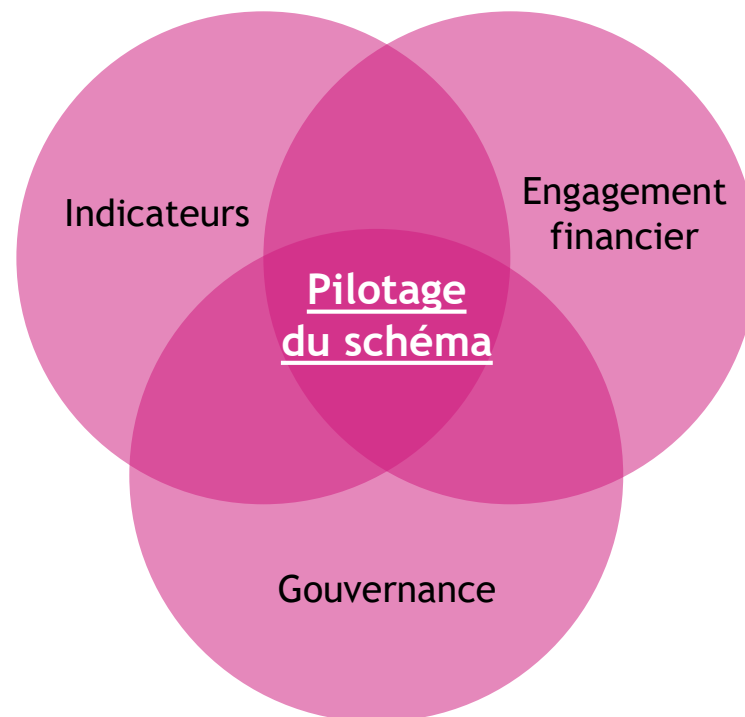 Indicateurs
Engagement
financier
Pilotage
du schéma
Gouvernance